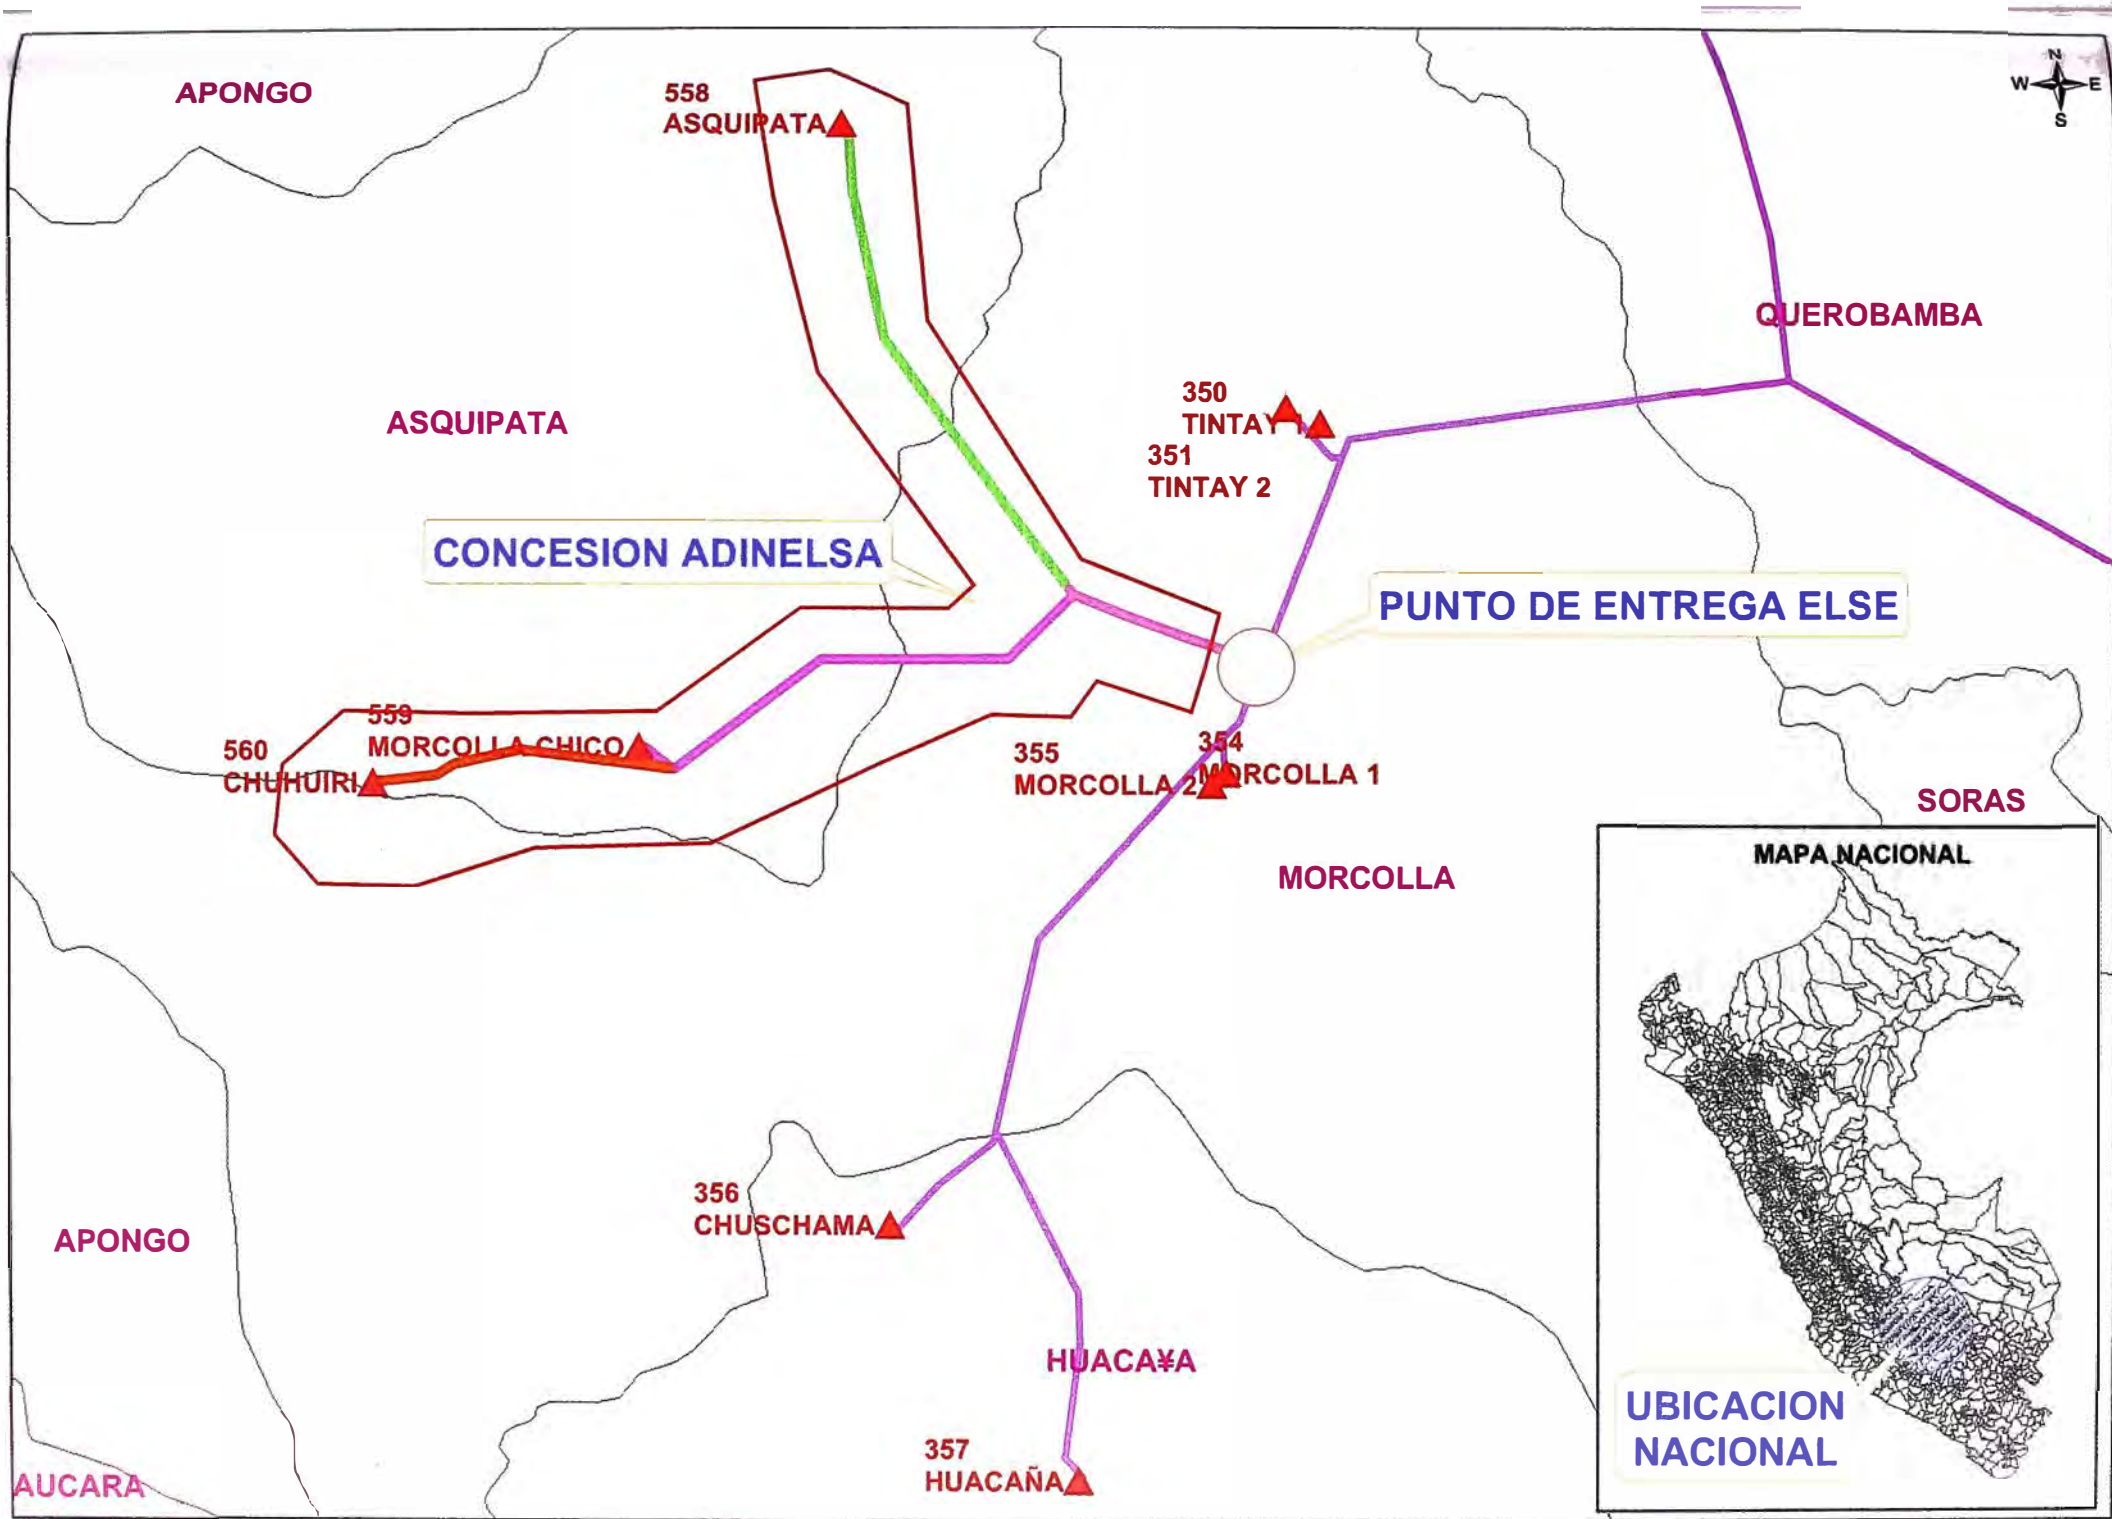 N
W E
S
APONGO
558
ASQUIPATA
QUEROBAMBA
350
TINTAY 1
351
TINTAY 2
ASQUIPATA
CONCESION ADINELSA
PUNTO DE ENTREGA ELSE
559
MORCOLLA CHICO
560
CHUHUIRI
355
MORCOLLA 2
354
MORCOLLA 1
SORAS
MORCOLLA
MAPA NACIONAL
356
CHUSCHAMA
APONGO
HUACA¥A
UBICACION
NACIONAL
357
HUACAÑA
AUCARA